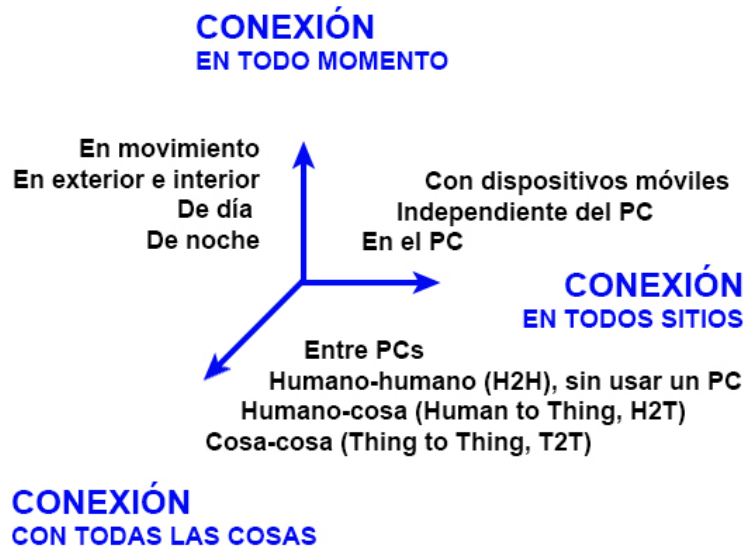 CONEXIÓN
EN TODO MOMENTO
En movimiento
En exterior e interior
De día
De noche
Con dispositivos móviles
Independiente del PC
En el PC
CONEXIÓN
EN TODOS SITIOS
Entre PCs
Humano-humano (H2H), sin usar un PC
Humano-cosa (Human to Thing, H2T)
Cosa-cosa (Thing to Thing, T2T)
CONEXIÓN
CON TODAS LAS COSAS